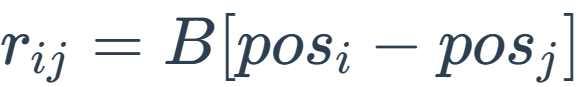 r_{ij} = B[pos_i − pos_j]